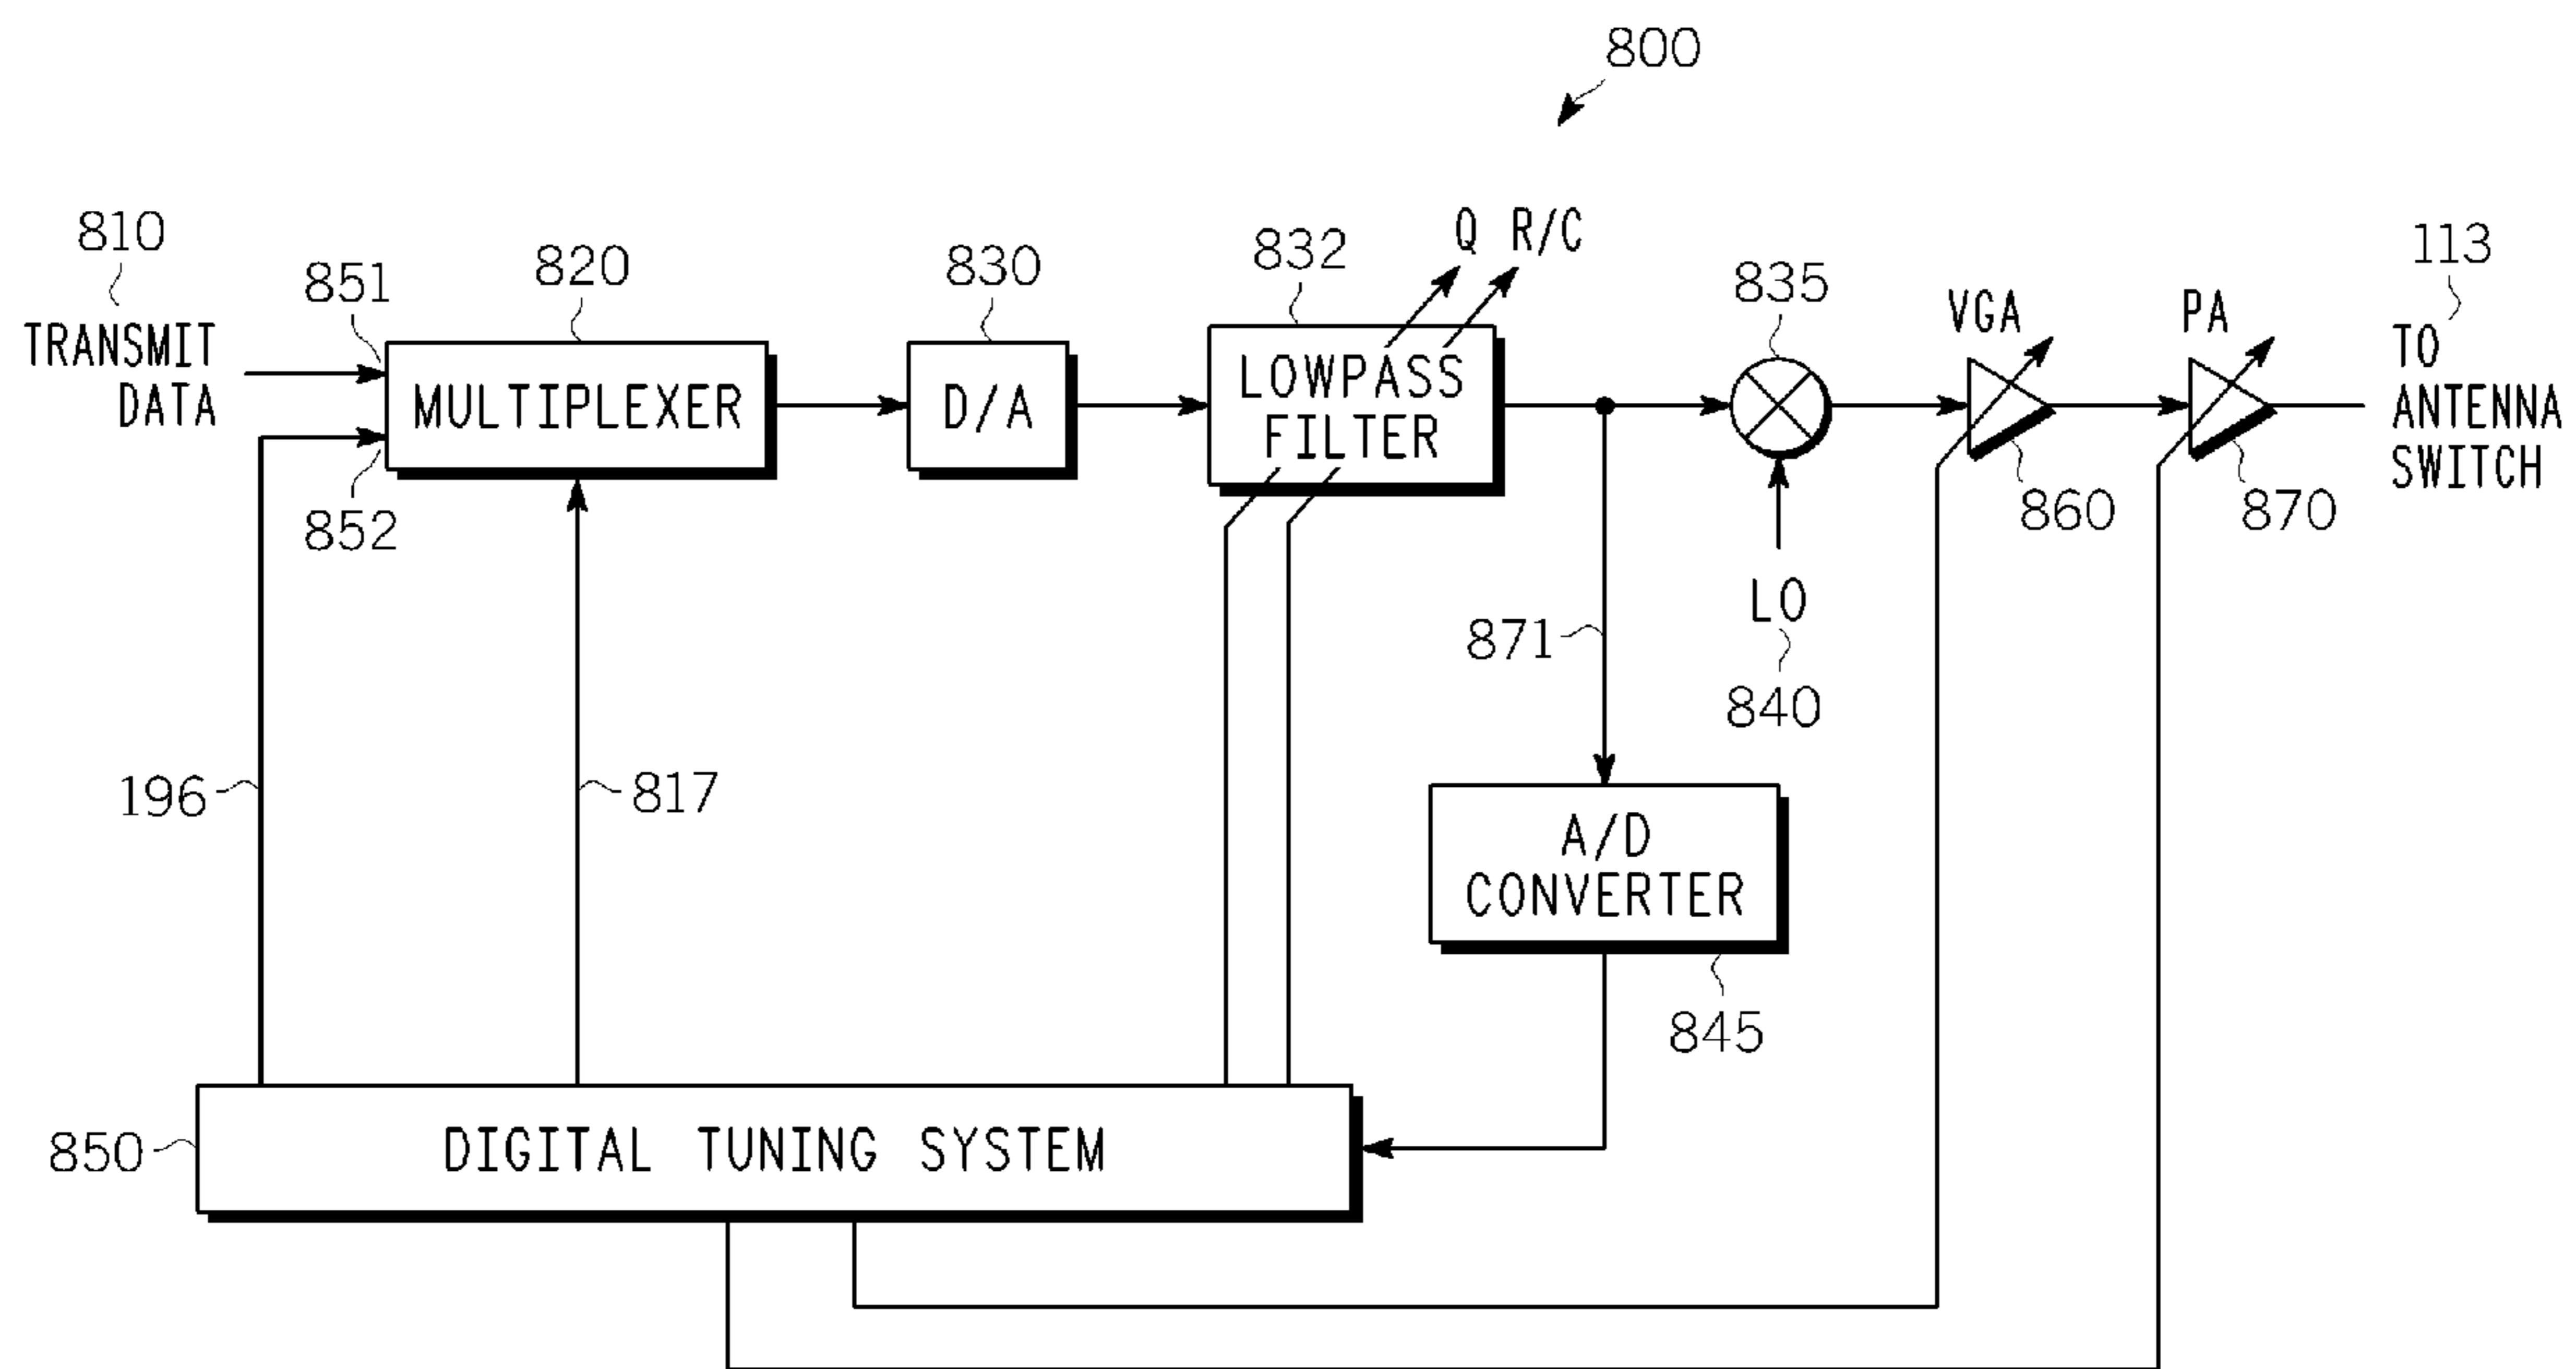 800
810
TRANSMIT
DATA
851
852
820
MULTIPLEXER
830
D/A
832
Q R/C
LOWPASS
FILTER
835
LO
840
VGA
860
PA
870
113
TO
ANTENNA
SWITCH
871
196
817
A/D
CONVERTER
845
850
DIGITAL TUNING SYSTEM